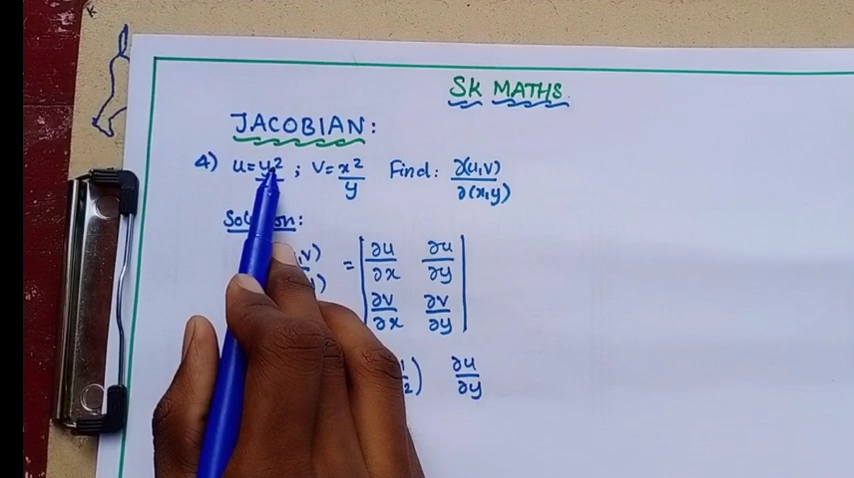 SK MATHS.
JACOBIAN:
4) u=y²; v=x²/y Find: ∂(u,v)/∂(x,y)
Solution:
,v) = | ∂u/∂x ∂u/∂y |
) | ∂v/∂x ∂v/∂y |
) ∂u/∂y